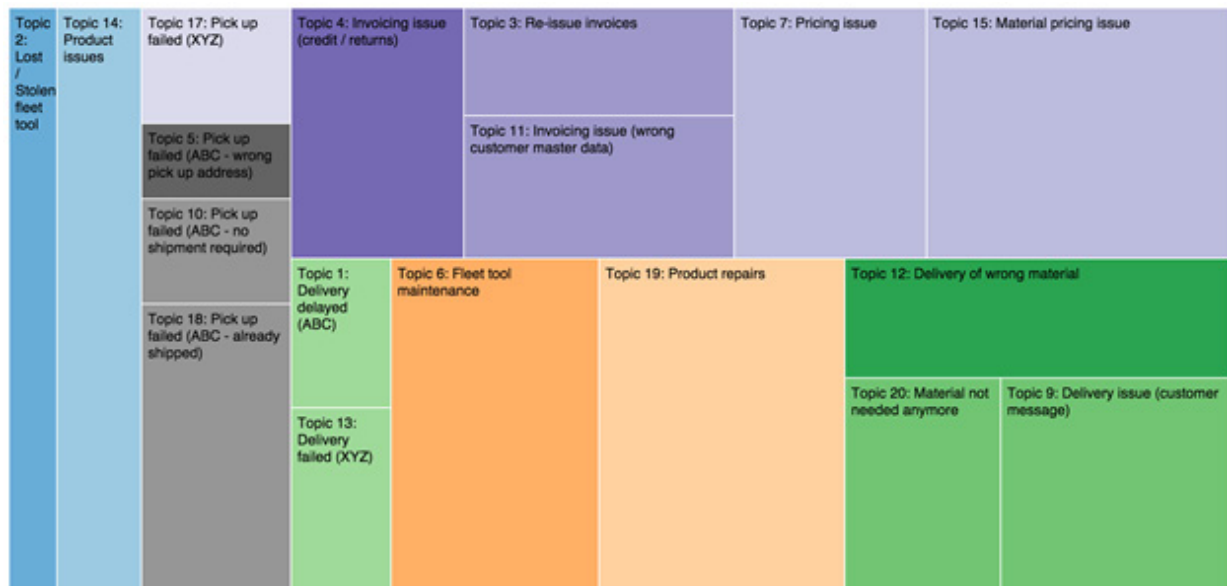 Topic
2:
Lost
/
Stolen
fleet
tool
Topic 14:
Product
issues
Topic 17: Pick up
failed (XYZ)
Topic 5: Pick up
failed (ABC - wrong
pick up address)
Topic 10: Pick up
failed (ABC - no
shipment required)
Topic 18: Pick up
failed (ABC - already
shipped)
Topic 4: Invoicing issue
(credit / returns)
Topic 3: Re-issue invoices
Topic 11: Invoicing issue (wrong
customer master data)
Topic 7: Pricing issue
Topic 15: Material pricing issue
Topic 1:
Delivery
delayed
(ABC)
Topic 13:
Delivery
failed (XYZ)
Topic 6: Fleet tool
maintenance
Topic 19: Product repairs
Topic 12: Delivery of wrong material
Topic 20: Material not
needed anymore
Topic 9: Delivery issue (customer
message)